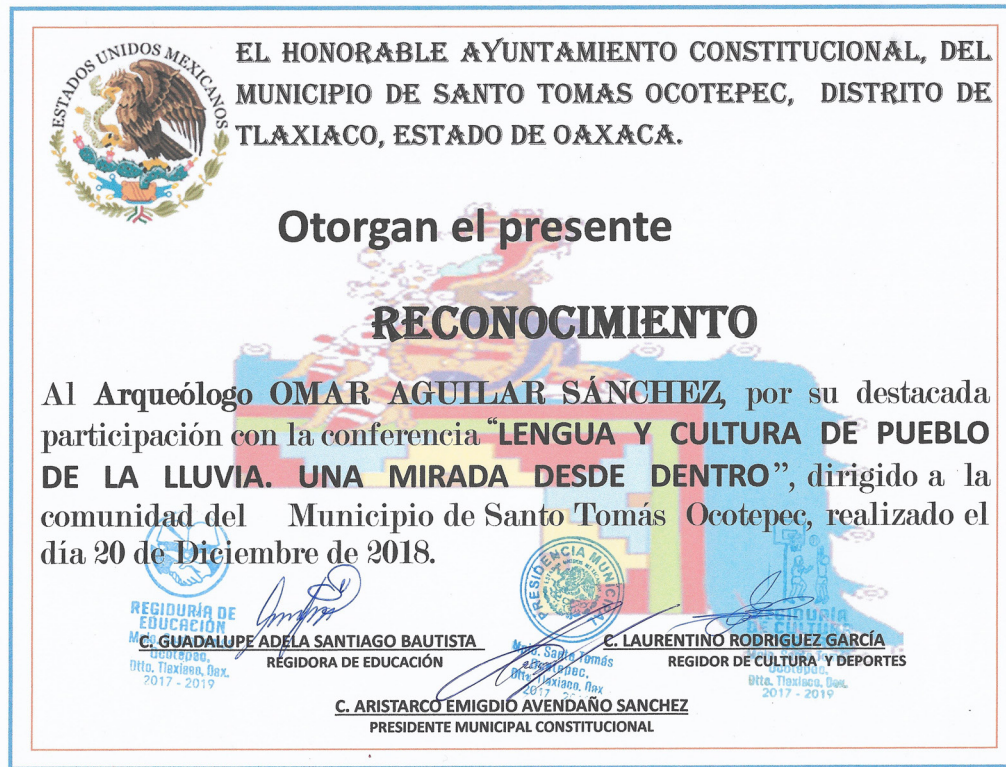 ESTADOS UNIDOS MEXICANOS
EL HONORABLE AYUNTAMIENTO CONSTITUCIONAL, DEL
MUNICIPIO DE SANTO TOMAS OCOTEPEC, DISTRITO DE
TLAXIACO, ESTADO DE OAXACA.
Otorgan el presente
RECONOCIMIENTO
Al Arqueólogo OMAR AGUILAR SÁNCHEZ, por su destacada
participación con la conferencia "LENGUA Y CULTURA DE PUEBLO
DE LA LLUVIA. UNA MIRADA DESDE DENTRO", dirigido a la
comunidad del Municipio de Santo Tomás Ocotepec, realizado el
día 20 de Diciembre de 2018.
REGIDURÍA DE
EDUCACIÓN
C. GUADALUPE ADELA SANTIAGO BAUTISTA
REGIDORA DE EDUCACIÓN
Ocotepec,
Dtto. Tlaxiaco, Oax.
2017 - 2019
PRESIDENCIA MUNICIPAL
Mpio. Santo Tomás
Ocotepec,
Dtto. Tlaxiaco, Oax
2017
REGIDURÍA
DE CULTURA
C. LAURENTINO RODRIGUEZ GARCÍA
REGIDOR DE CULTURA Y DEPORTES
Ocotepec,
Dtto. Tlaxiaco, Oax.
2017 - 2019
C. ARISTARCO EMIGDIO AVENDAÑO SANCHEZ
PRESIDENTE MUNICIPAL CONSTITUCIONAL